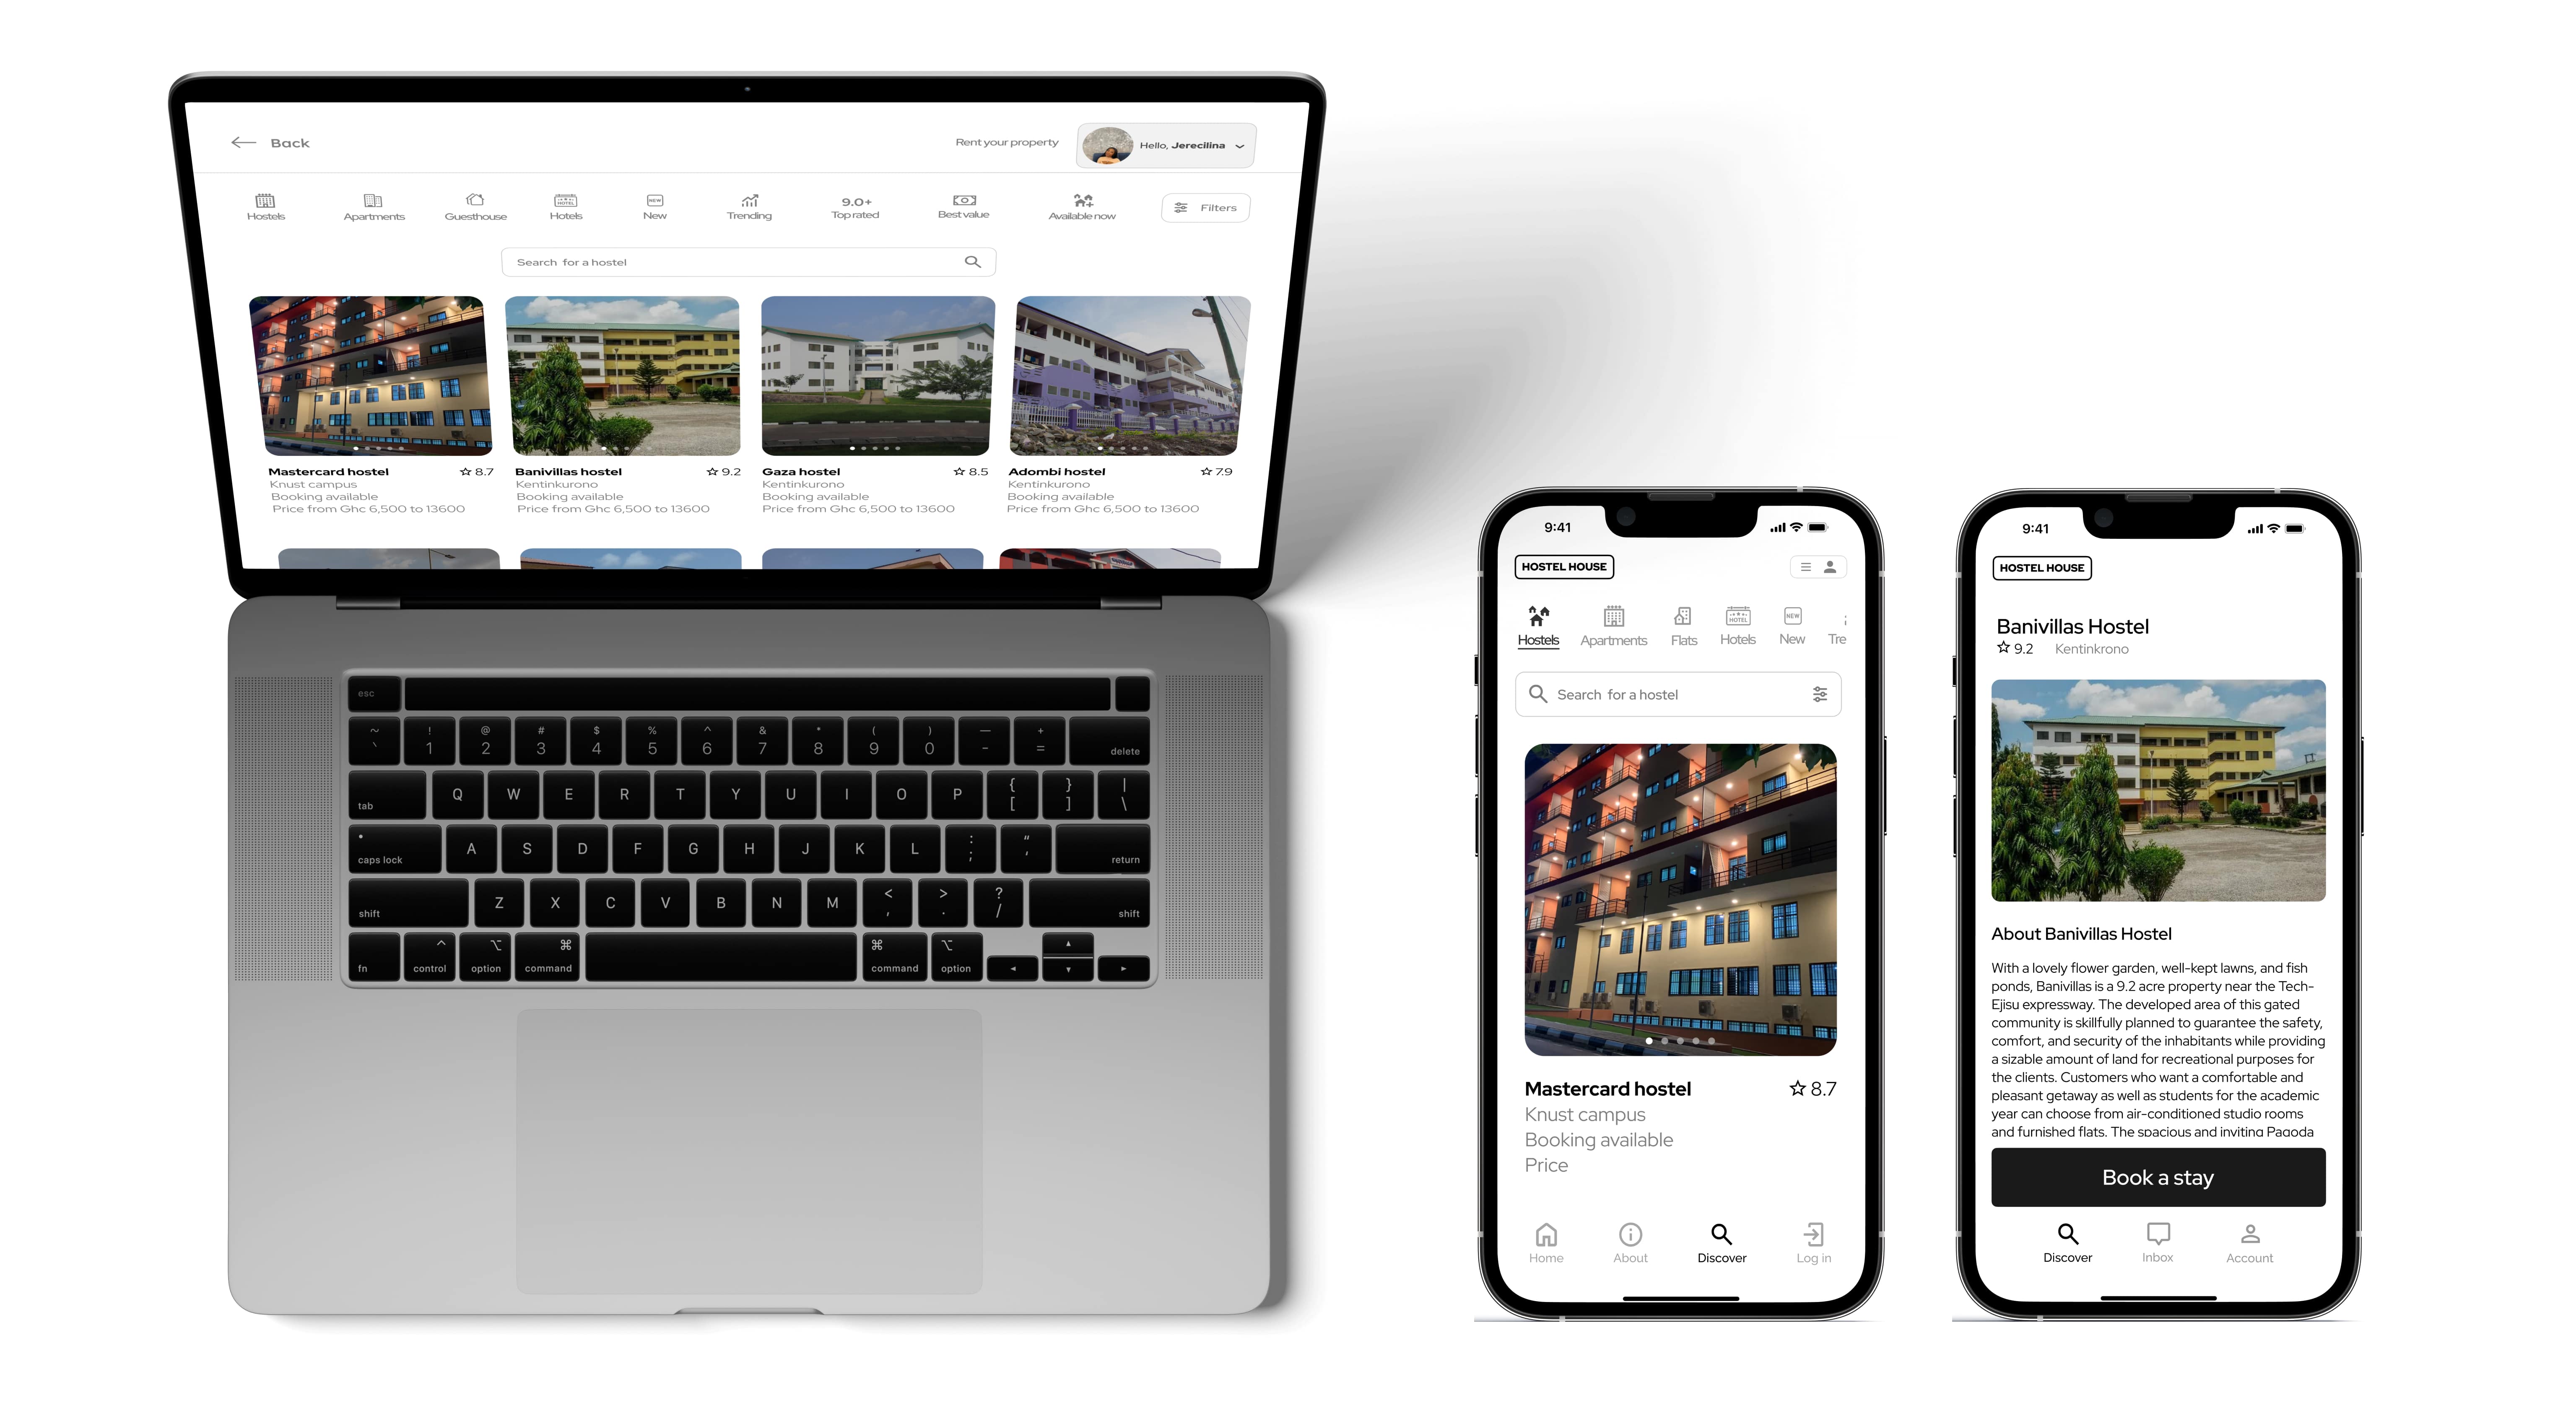 Back
Rent your property
Hello, Jerecilina
Hostels
Apartments
Guesthouse
HOTEL
Hotels
NEW
New
Trending
9.0+
Top rated
Best value
Available now
Filters
Search for a hostel
Mastercard hostel 8.7
Knust campus
Booking available
Price from Ghc 6,500 to 13600
Banivillas hostel 9.2
Kentinkurono
Booking available
Price from Ghc 6,500 to 13600
Gaza hostel 8.5
Kentinkurono
Booking available
Price from Ghc 6,500 to 13600
Adombi hostel 7.9
Kentinkurono
Booking available
Price from Ghc 6,500 to 13600
esc
~ ! @ # $ % ^ & * ( ) — +
` 1 2 3 4 5 6 7 8 9 0 - = delete
tab Q W E R T Y U I O P { [ } ] | \
caps lock A S D F G H J K L : ; “ ‘ return
shift Z X C V B N M < , > . ? / shift
fn control option command command option
9:41
HOSTEL HOUSE
Hostels
Apartments
Flats
HOTEL
Hotels
NEW
New
Tre
Search for a hostel
Mastercard hostel 8.7
Knust campus
Booking available
Price
Home
About
Discover
Log in
9:41
HOSTEL HOUSE
Banivillas Hostel
9.2 Kentinkrono
About Banivillas Hostel
With a lovely flower garden, well-kept lawns, and fish
ponds, Banivillas is a 9.2 acre property near the Tech-
Ejisu expressway. The developed area of this gated
community is skillfully planned to guarantee the safety,
comfort, and security of the inhabitants while providing
a sizable amount of land for recreational purposes for
the clients. Customers who want a comfortable and
pleasant getaway as well as students for the academic
year can choose from air-conditioned studio rooms
and furnished flats. The spacious and inviting Pagoda
Book a stay
Discover
Inbox
Account